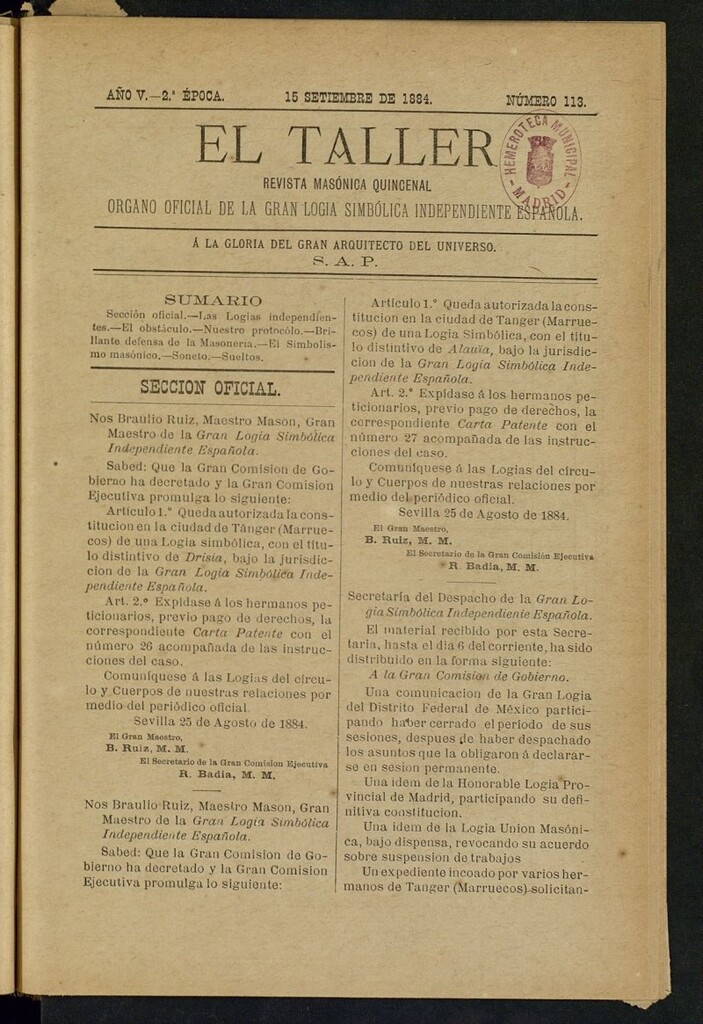 AÑO V.—2.ª ÉPOCA. 15 SETIEMBRE DE 1884. NÚMERO 113.
EL TALLER
REVISTA MASÓNICA QUINCENAL
ORGANO OFICIAL DE LA GRAN LOGIA SIMBÓLICA INDEPENDIENTE ESPAÑOLA.
HEMEROTECA MUNICIPAL
MADRID
Á LA GLORIA DEL GRAN ARQUITECTO DEL UNIVERSO.
S. A. P.
SUMARIO
Sección oficial.—Las Logias independien-
tes.—El obstáculo.—Nuestro protocólo.—Bri-
llante defensa de la Masonería.—El Simbolis-
mo masónico.—Soneto.—Sueltos.
SECCION OFICIAL.
Nos Braulio Ruiz, Maestro Mason, Gran
Maestro de la Gran Logia Simbólica
Independiente Española.
Sabed: Que la Gran Comision de Go-
bierno ha decretado y la Gran Comision
Ejecutiva promulga lo siguiente:
Artículo 1.º Queda autorizada la cons-
titucion en la ciudad de Tánger (Marrue-
cos) de una Logia simbólica, con el títu-
lo distintivo de Drisia, bajo la jurisdic-
cion de la Gran Logia Simbólica Inde-
pendiente Española.
Art. 2.º Expídase á los hermanos pe-
ticionarios, previo pago de derechos, la
correspondiente Carta Patente con el
número 26 acompañada de las instruc-
ciones del caso.
Comuníquese á las Logias del círcu-
lo y Cuerpos de nuestras relaciones por
medio del periódico oficial.
Sevilla 25 de Agosto de 1884.
El Gran Maestro,
B. Ruiz, M. M.
El Secretario de la Gran Comision Ejecutiva
R. Badia, M. M.
Nos Braulio Ruiz, Maestro Mason, Gran
Maestro de la Gran Logia Simbólica
Independiente Española.
Sabed: Que la Gran Comision de Go-
bierno ha decretado y la Gran Comision
Ejecutiva promulga lo siguiente:
Artículo 1.º Queda autorizada la cons-
titucion en la ciudad de Tanger (Marrue-
cos) de una Logia Simbólica, con el títu-
lo distintivo de Alauia, bajo la jurisdic-
cion de la Gran Logia Simbólica Inde-
pendiente Española.
Art. 2.º Expídase á los hermanos pe-
ticionarios, previo pago de derechos, la
correspondiente Carta Patente con el
número 27 acompañada de las instruc-
ciones del caso.
Comuníquese á las Logias del círcu-
lo y Cuerpos de nuestras relaciones por
medio del periódico oficial.
Sevilla 25 de Agosto de 1884.
El Gran Maestro,
B. Ruiz, M. M.
El Secretario de la Gran Comisión Ejecutiva
R. Badia, M. M.
Secretaría del Despacho de la Gran Lo-
gia Simbólica Independiente Española.
El material recibido por esta Secre-
taría, hasta el dia 6 del corriente, ha sido
distribuido en la forma siguiente:
A la Gran Comision de Gobierno.
Una comunicacion de la Gran Logia
del Distrito Federal de México partici-
pando haber cerrado el periodo de sus
sesiones, despues de haber despachado
los asuntos que la obligaron á declarar-
se en sesion permanente.
Una idem de la Honorable Logia Pro-
vincial de Madrid, participando su defi-
nitiva constitucion.
Una idem de la Logia Union Masóni-
ca, bajo dispensa, revocando su acuerdo
sobre suspension de trabajos
Un expediente incoado por varios her-
manos de Tanger (Marruecos) solicitan-